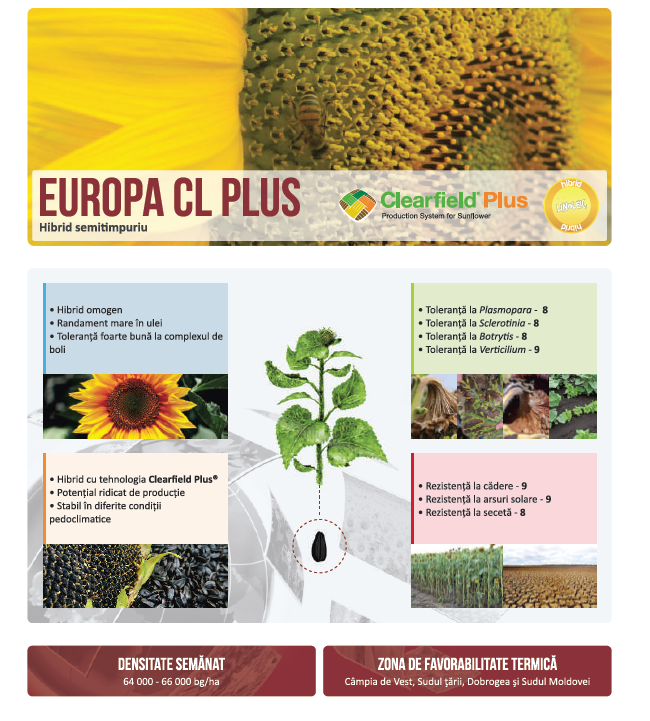 EUROPA CL PLUS
Hibrid semitimpuriu
Clearfield® Plus
Production System for Sunflower
hibrid
hibrid
• Hibrid omogen
• Randament mare în ulei
• Toleranță foarte bună la complexul de
boli
• Toleranță la Plasmopara - 8
• Toleranță la Sclerotinia - 8
• Toleranță la Botrytis - 8
• Toleranță la Verticilium - 9
• Hibrid cu tehnologia Clearfield Plus®
• Potențial ridicat de producție
• Stabil în diferite condiții
pedoclimatice
• Rezistență la cădere - 9
• Rezistență la arsuri solare - 9
• Rezistență la secetă - 8
DENSITATE SEMĂNAT
64 000 - 66 000 bg/ha
ZONA DE FAVORABILITATE TERMICĂ
Câmpia de Vest, Sudul țării, Dobrogea și Sudul Moldovei